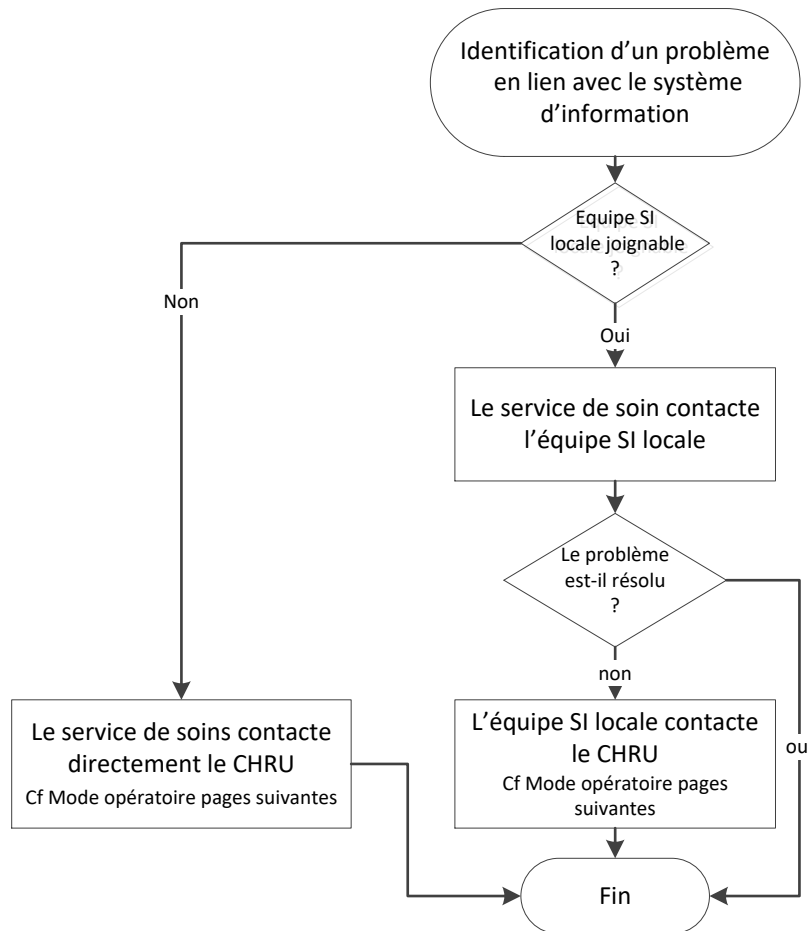 Identification d’un problème
en lien avec le système
d’information
Equipe SI
locale joignable
?
Non
Oui
Le service de soin contacte
l’équipe SI locale
Le problème
est-il résolu
?
non
ou
Le service de soins contacte
directement le CHRU
Cf Mode opératoire pages suivantes
L’équipe SI locale contacte
le CHRU
Cf Mode opératoire pages
suivantes
Fin